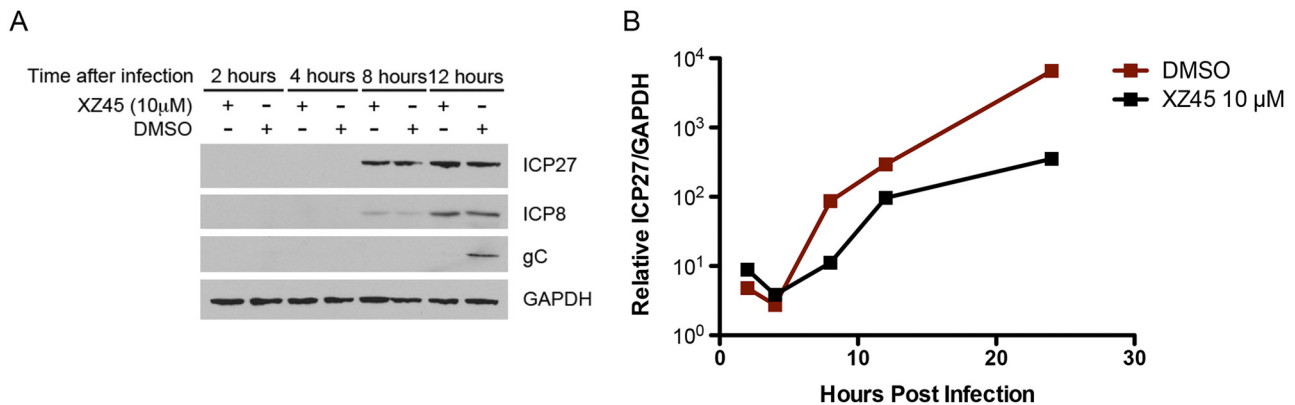 A
Time after infection 2 hours 4 hours 8 hours 12 hours
XZ45 (10μM) + - + - + - + -
DMSO - + - + - + - +
ICP27
ICP8
gC
GAPDH
B
Relative ICP27/GAPDH
10⁴
10³
10²
10¹
10⁰
0 10 20 30
Hours Post Infection
DMSO
XZ45 10 μM